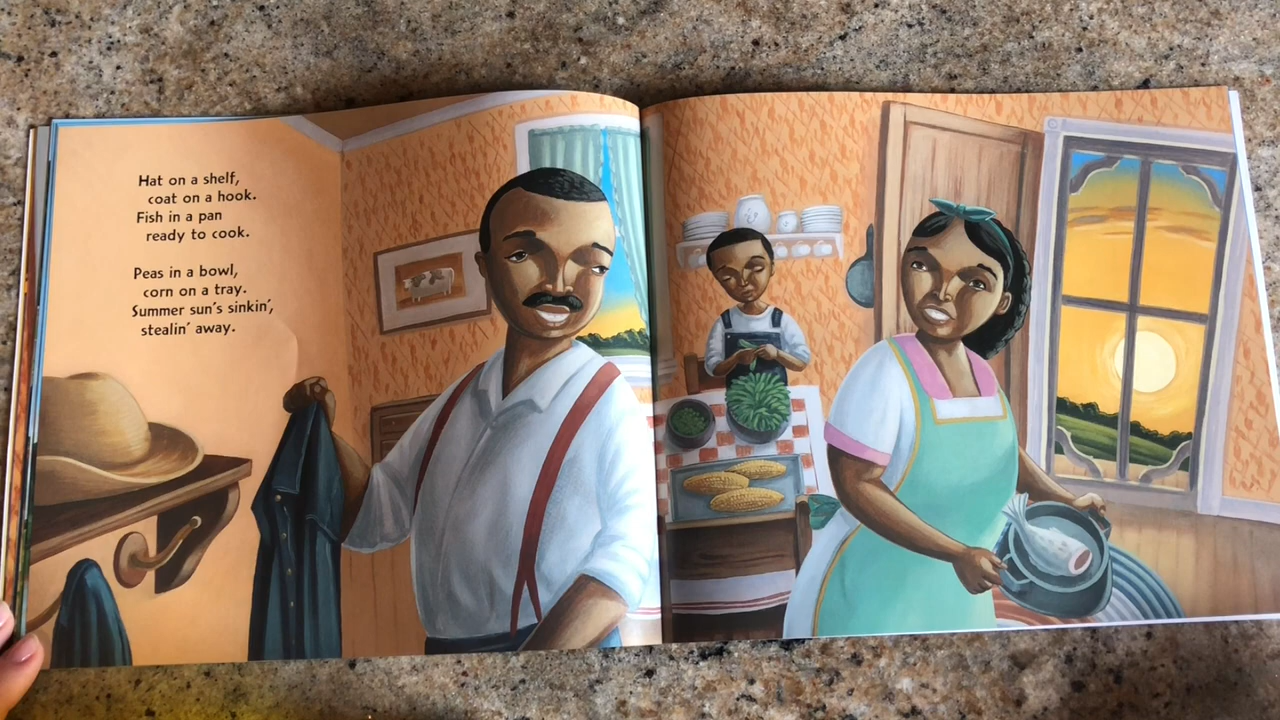 Hat on a shelf,
coat on a hook.
Fish in a pan
ready to cook.
Peas in a bowl,
corn on a tray.
Summer sun's sinkin',
stealin' away.